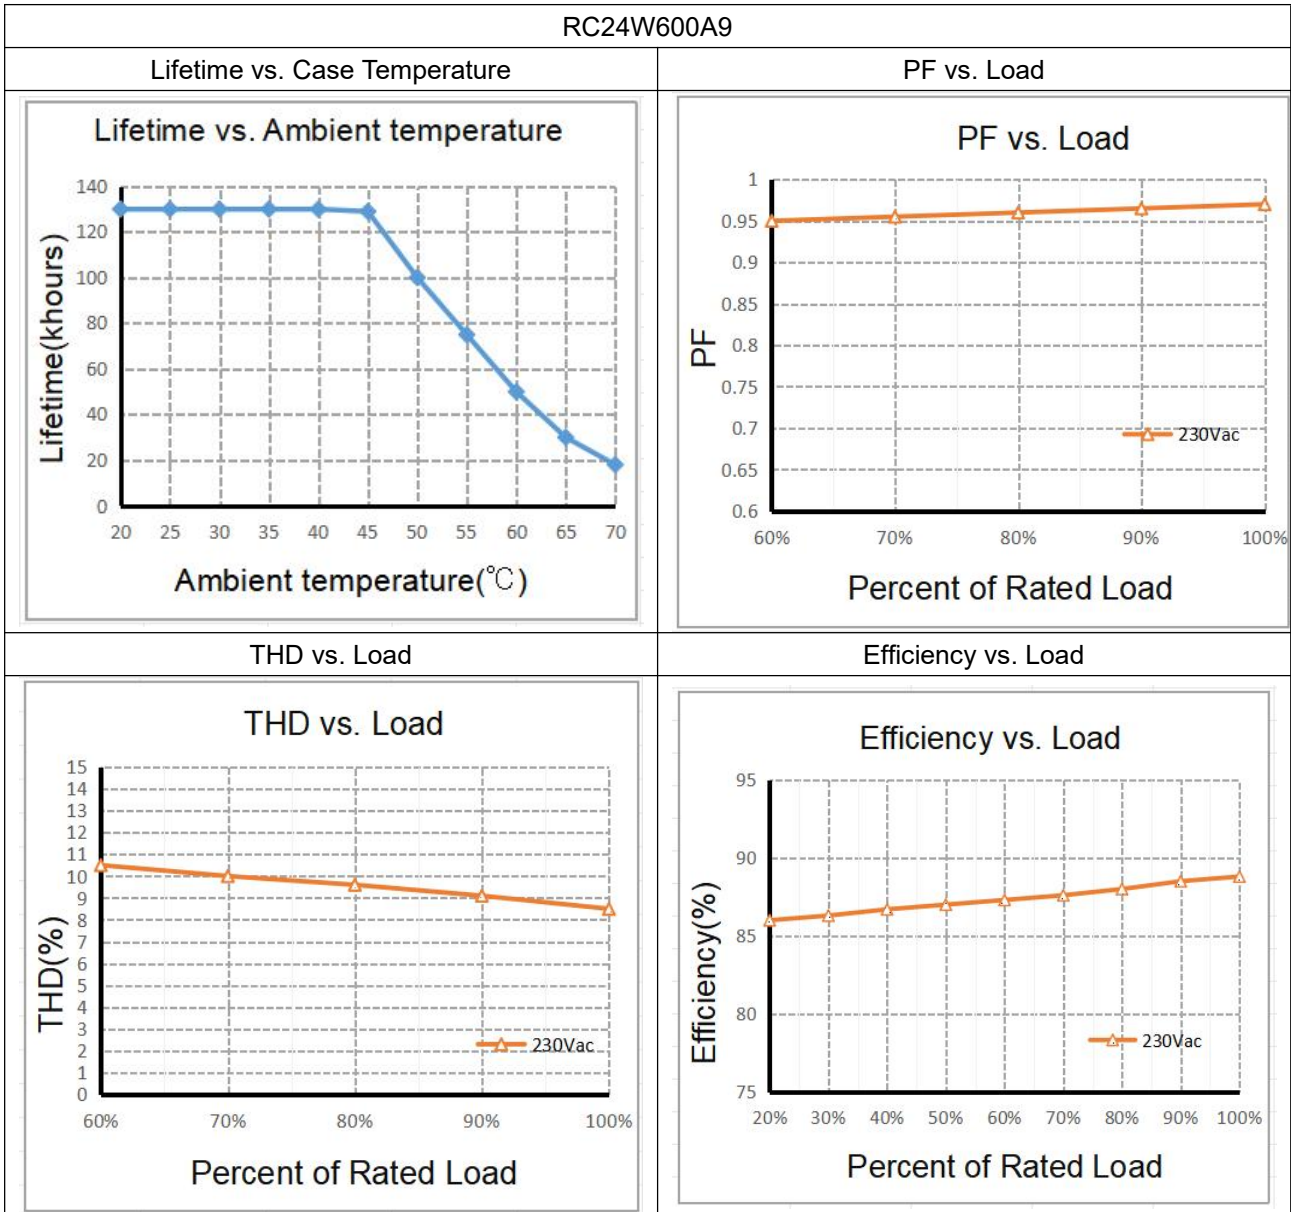 RC24W600A9
Lifetime vs. Case Temperature
PF vs. Load
Lifetime vs. Ambient temperature
140
120
100
80
60
40
20
0
Lifetime(khours)
20 25 30 35 40 45 50 55 60 65 70
Ambient temperature(℃)
PF vs. Load
1
0.95
0.9
0.85
0.8
0.75
0.7
0.65
0.6
PF
230Vac
60% 70% 80% 90% 100%
Percent of Rated Load
THD vs. Load
Efficiency vs. Load
THD vs. Load
15
14
13
12
11
10
9
8
7
6
5
4
3
2
1
0
THD(%)
230Vac
60% 70% 80% 90% 100%
Percent of Rated Load
Efficiency vs. Load
95
90
85
80
75
Efficiency(%)
230Vac
20% 30% 40% 50% 60% 70% 80% 90% 100%
Percent of Rated Load